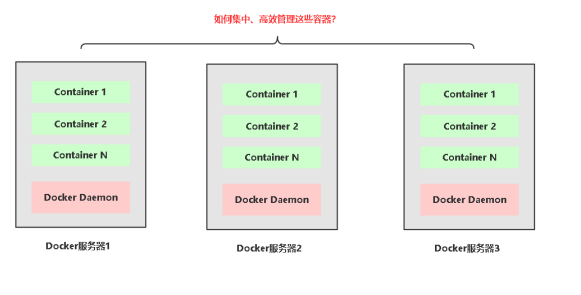 如何集中、高效管理这些容器?
Container 1
Container 2
Container N
Docker Daemon
Docker服务器1
Container 1
Container 2
Container N
Docker Daemon
Docker服务器2
Container 1
Container 2
Container N
Docker Daemon
Docker服务器3